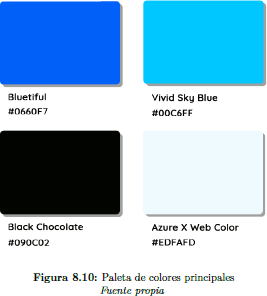 Bluetiful
#0660F7
Vivid Sky Blue
#00C6FF
Black Chocolate
#090C02
Azure X Web Color
#EDFAFD
Figura 8.10: Paleta de colores principales
Fuente propia